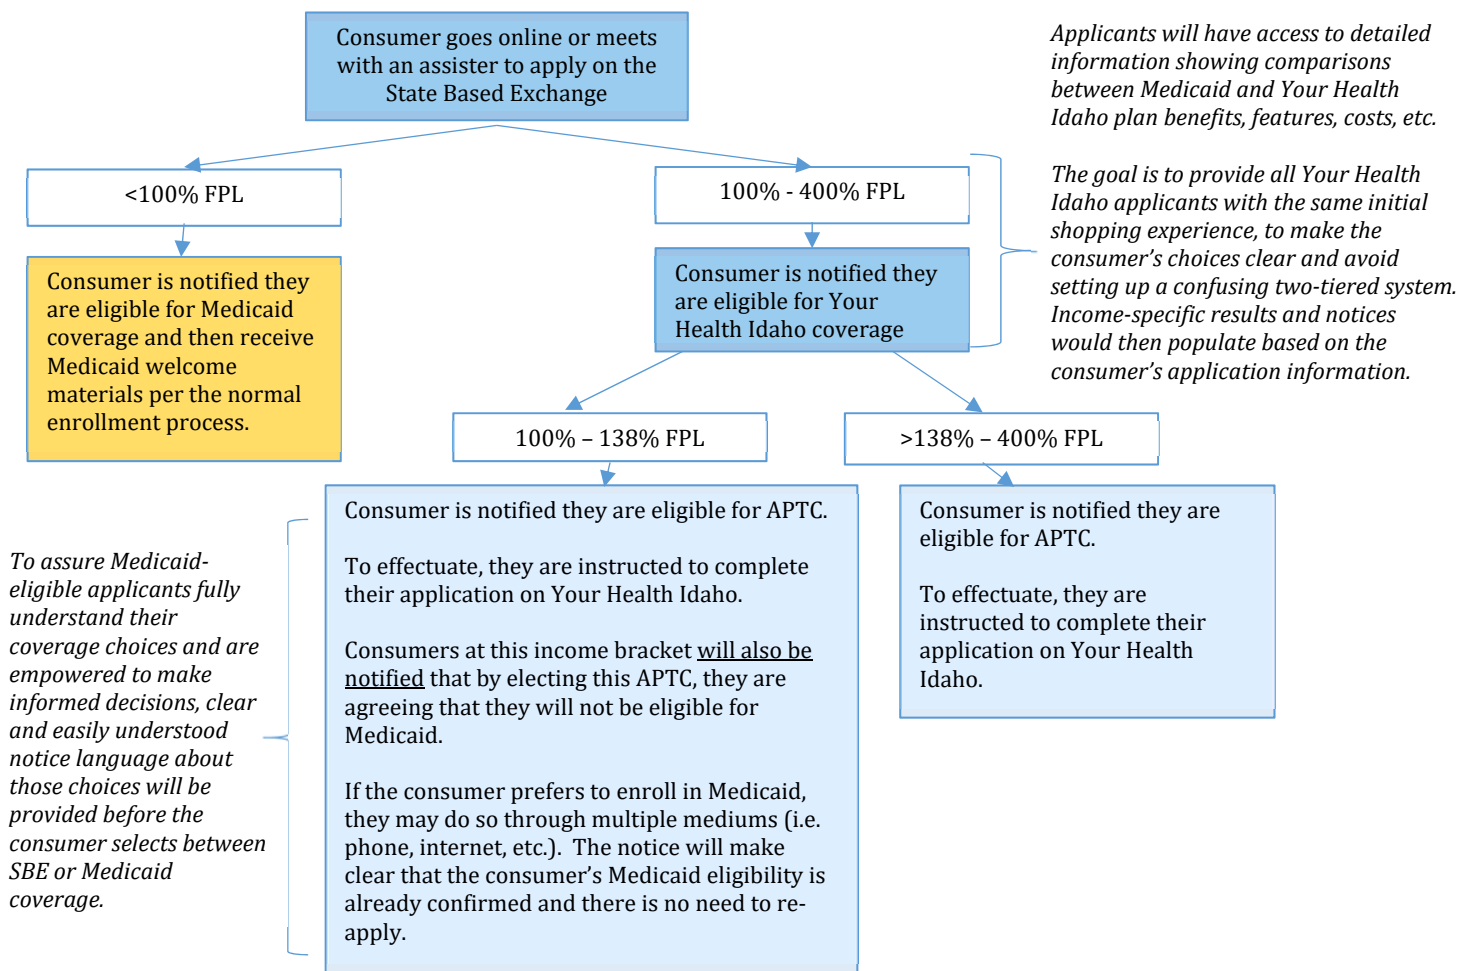 Consumer goes online or meets
with an assister to apply on the
State Based Exchange
Applicants will have access to detailed
information showing comparisons
between Medicaid and Your Health
Idaho plan benefits, features, costs, etc.
The goal is to provide all Your Health
Idaho applicants with the same initial
shopping experience, to make the
consumer’s choices clear and avoid
setting up a confusing two-tiered system.
Income-specific results and notices
would then populate based on the
consumer’s application information.
<100% FPL
100% - 400% FPL
Consumer is notified they
are eligible for Medicaid
coverage and then receive
Medicaid welcome
materials per the normal
enrollment process.
Consumer is notified they
are eligible for Your
Health Idaho coverage
100% – 138% FPL
>138% – 400% FPL
To assure Medicaid-
eligible applicants fully
understand their
coverage choices and are
empowered to make
informed decisions, clear
and easily understood
notice language about
those choices will be
provided before the
consumer selects between
SBE or Medicaid
coverage.
Consumer is notified they are eligible for APTC.
To effectuate, they are instructed to complete
their application on Your Health Idaho.
Consumers at this income bracket will also be
notified that by electing this APTC, they are
agreeing that they will not be eligible for
Medicaid.
If the consumer prefers to enroll in Medicaid,
they may do so through multiple mediums (i.e.
phone, internet, etc.).  The notice will make
clear that the consumer’s Medicaid eligibility is
already confirmed and there is no need to re-
apply.
Consumer is notified they are
eligible for APTC.
To effectuate, they are
instructed to complete their
application on Your Health
Idaho.